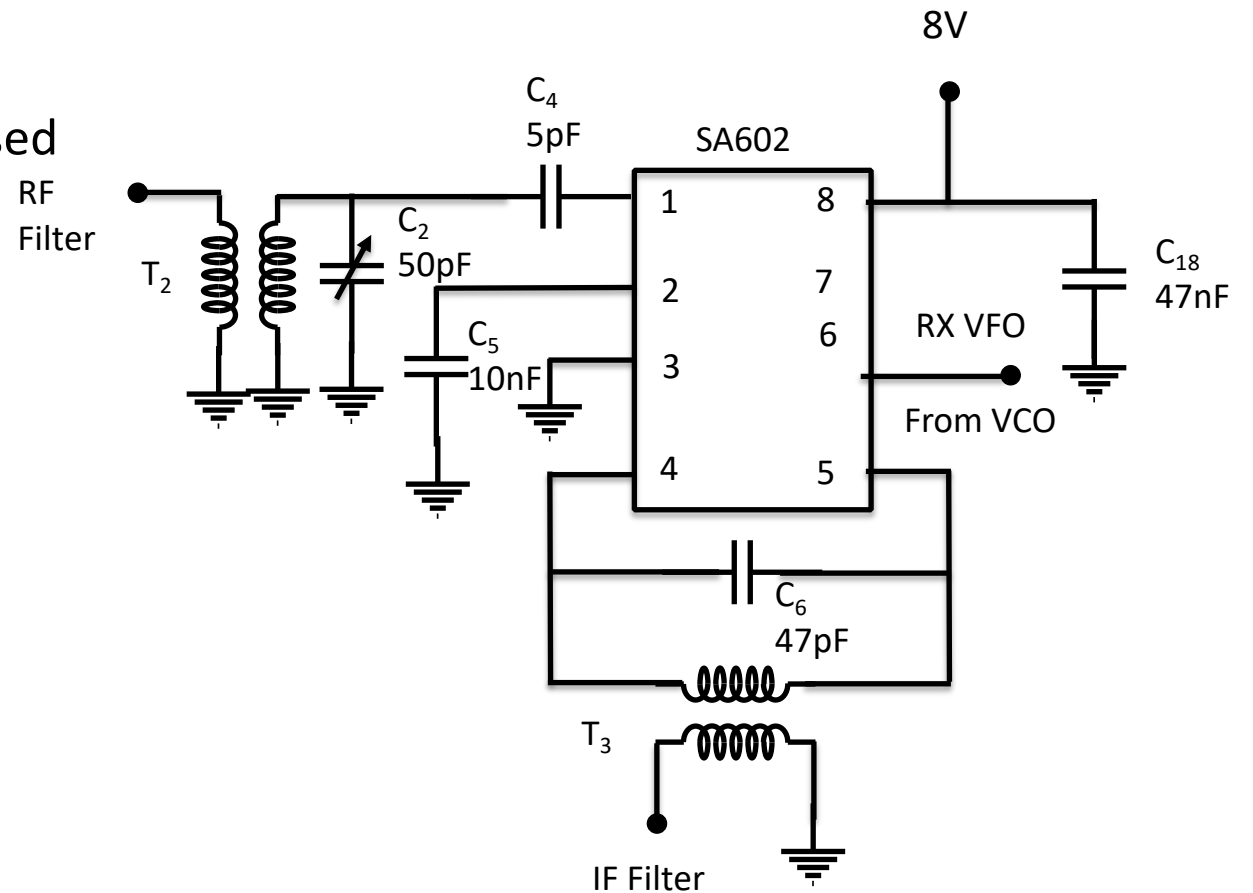 8V
C₄
5pF
sed
SA602
RF
Filter
T₂
C₂
50pF
1
8
2
7
C₁₈
47nF
RX VFO
6
C₅
10nF
3
From VCO
4
5
C₆
47pF
T₃
IF Filter